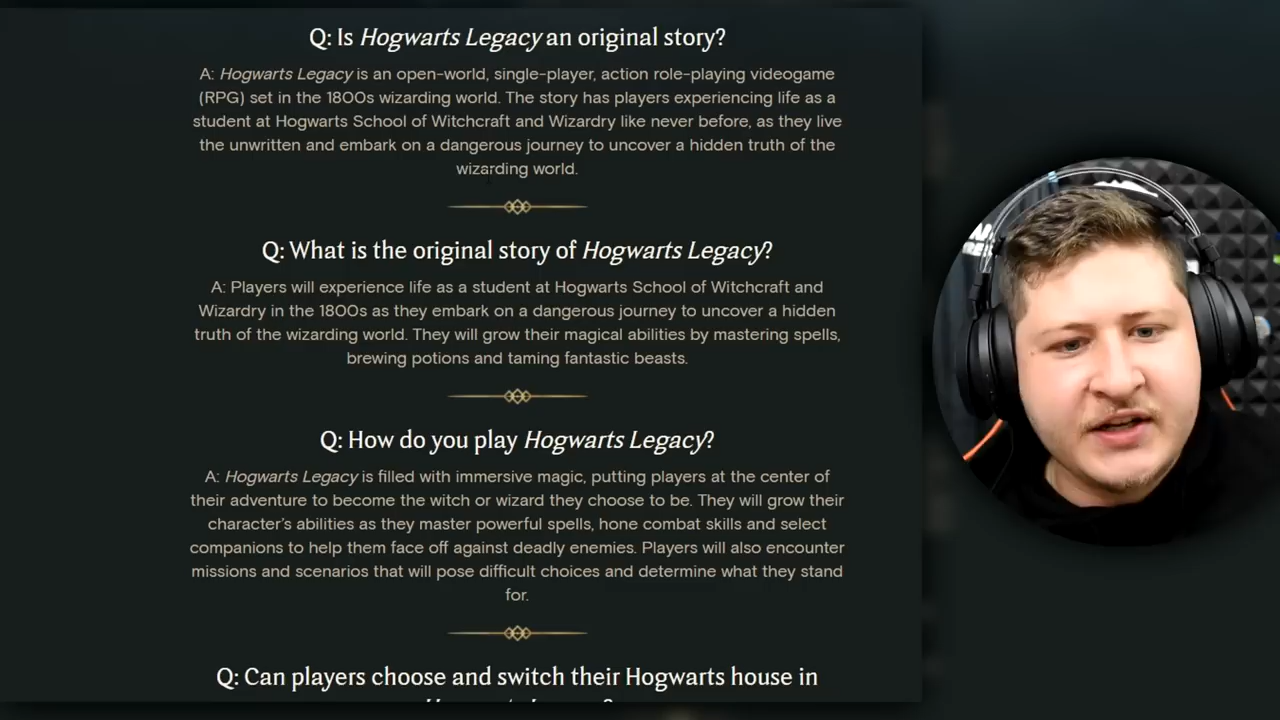 Q: Is Hogwarts Legacy an original story?
A: Hogwarts Legacy is an open-world, single-player, action role-playing videogame
(RPG) set in the 1800s wizarding world. The story has players experiencing life as a
student at Hogwarts School of Witchcraft and Wizardry like never before, as they live
the unwritten and embark on a dangerous journey to uncover a hidden truth of the
wizarding world.
Q: What is the original story of Hogwarts Legacy?
A: Players will experience life as a student at Hogwarts School of Witchcraft and
Wizardry in the 1800s as they embark on a dangerous journey to uncover a hidden
truth of the wizarding world. They will grow their magical abilities by mastering spells,
brewing potions and taming fantastic beasts.
Q: How do you play Hogwarts Legacy?
A: Hogwarts Legacy is filled with immersive magic, putting players at the center of
their adventure to become the witch or wizard they choose to be. They will grow their
character's abilities as they master powerful spells, hone combat skills and select
companions to help them face off against deadly enemies. Players will also encounter
missions and scenarios that will pose difficult choices and determine what they stand
for.
Q: Can players choose and switch their Hogwarts house in